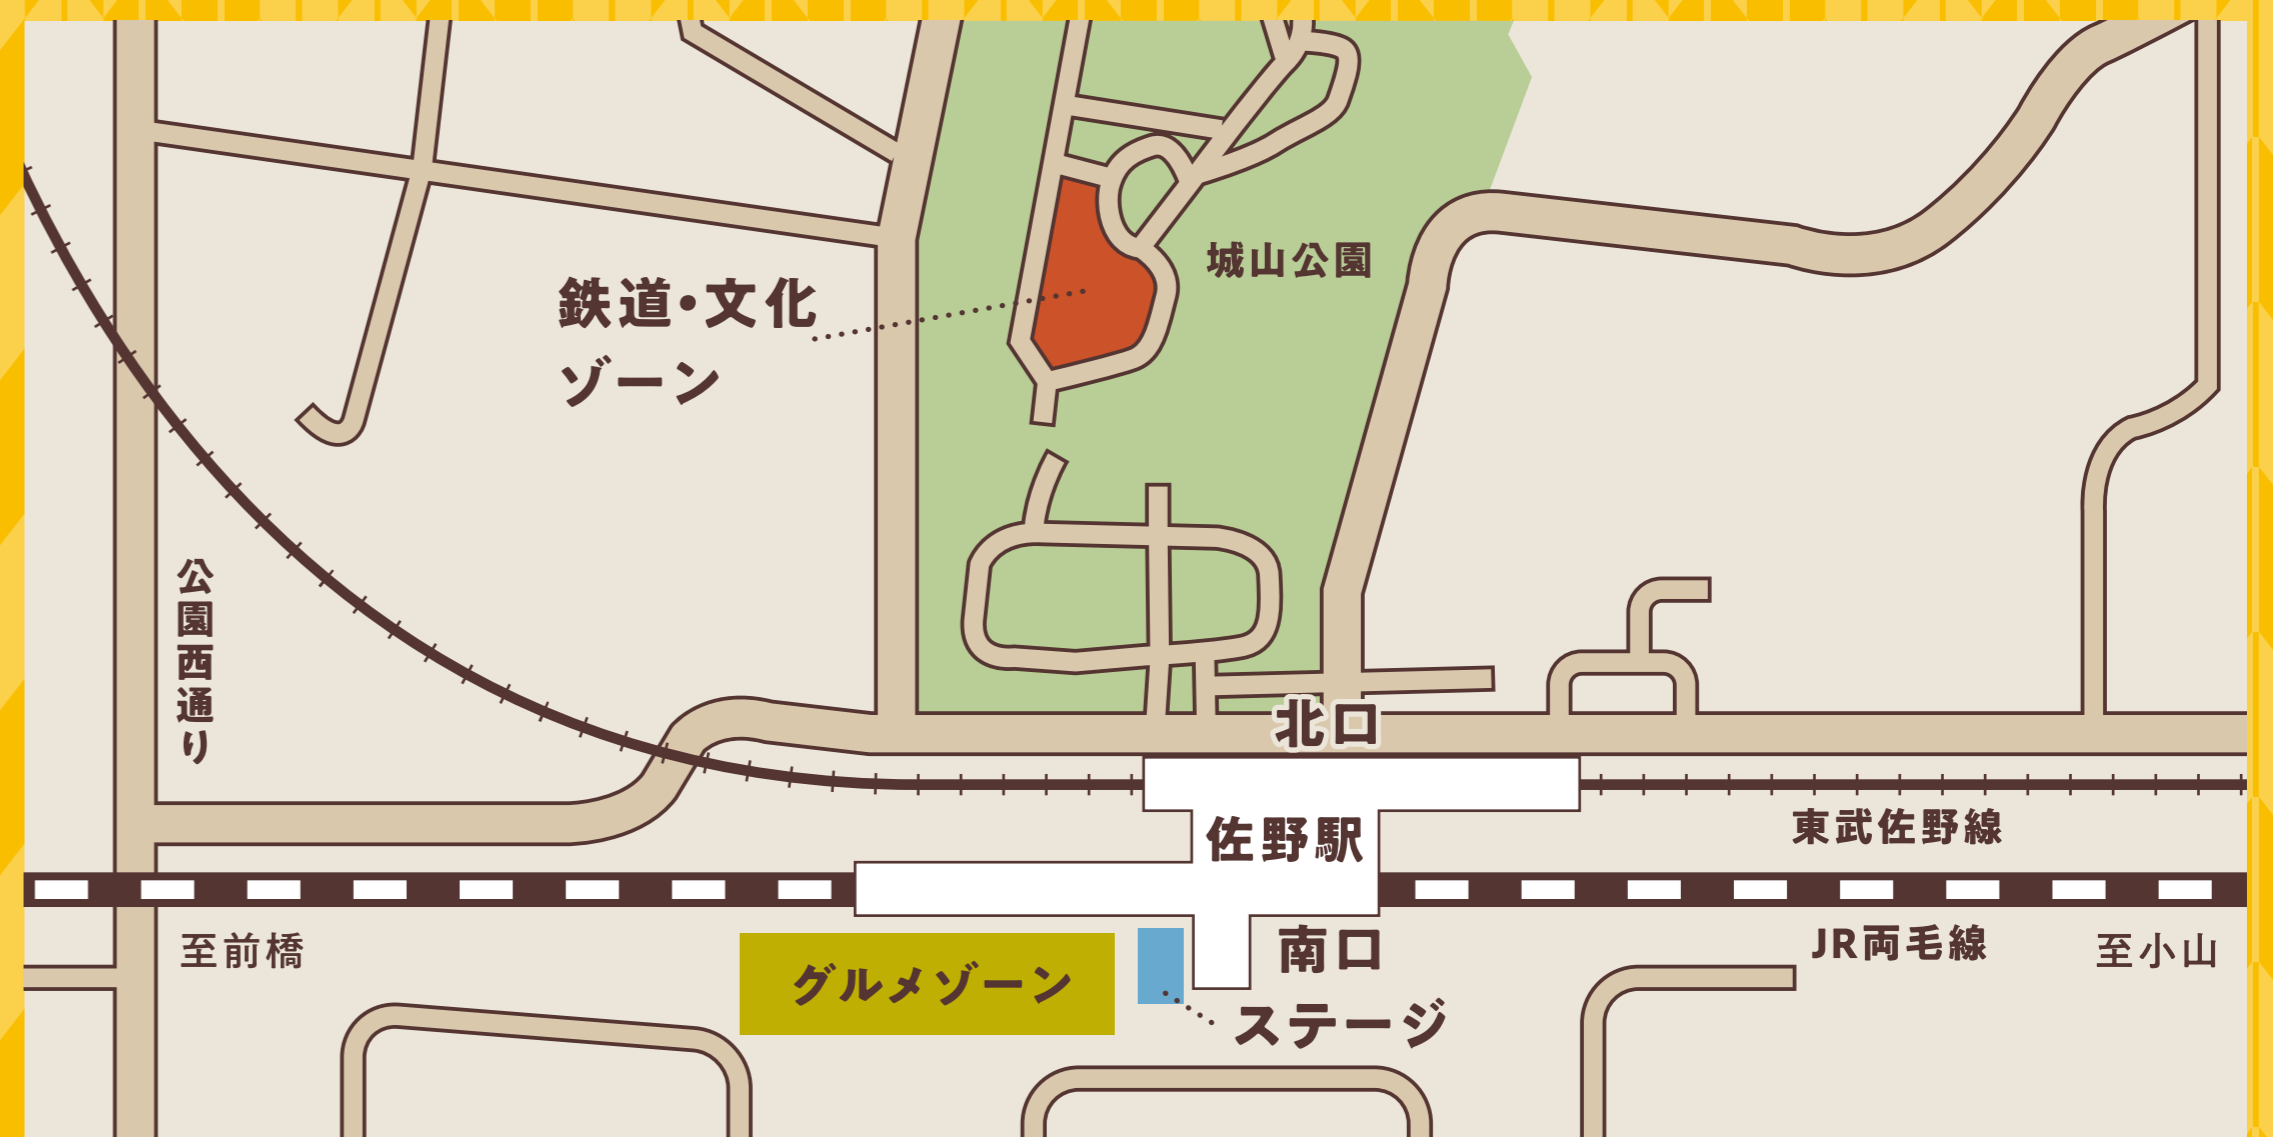 城山公園
鉄道・文化
ゾーン
公園西通り
北口
佐野駅
東武佐野線
至前橋
グルメゾーン
南口
ステージ
JR両毛線
至小山